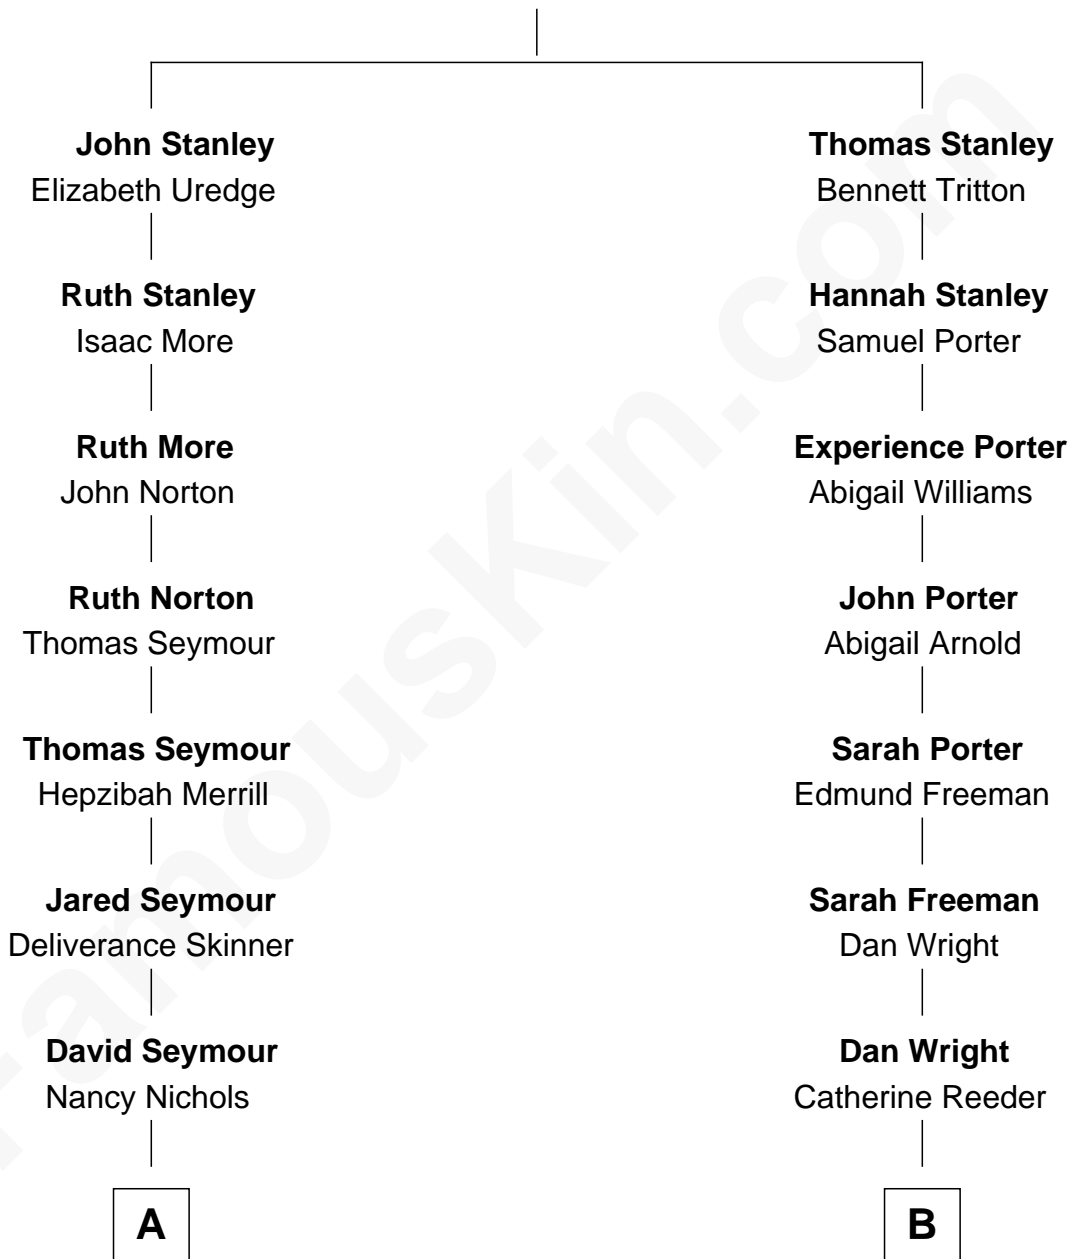 John Stanley
Elizabeth Uredge
Ruth Stanley
Isaac More
Ruth More
John Norton
Ruth Norton
Thomas Seymour
Thomas Seymour
Hepzibah Merrill
Jared Seymour
Deliverance Skinner
David Seymour
Nancy Nichols
A
Thomas Stanley
Bennett Tritton
Hannah Stanley
Samuel Porter
Experience Porter
Abigail Williams
John Porter
Abigail Arnold
Sarah Porter
Edmund Freeman
Sarah Freeman
Dan Wright
Dan Wright
Catherine Reeder
B
FamousKin.com